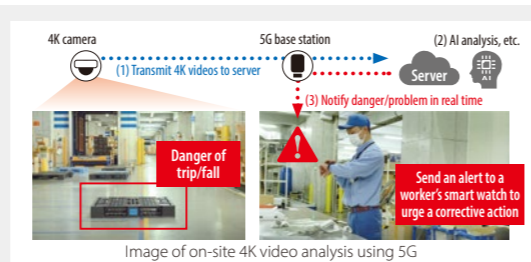 4K camera
5G base station
(2) AI analysis, etc.
(1) Transmit 4K videos to server
Server
AI
(3) Notify danger/problem in real time
Danger of
trip/fall
Send an alert to a
worker's smart watch to
urge a corrective action
Image of on-site 4K video analysis using 5G